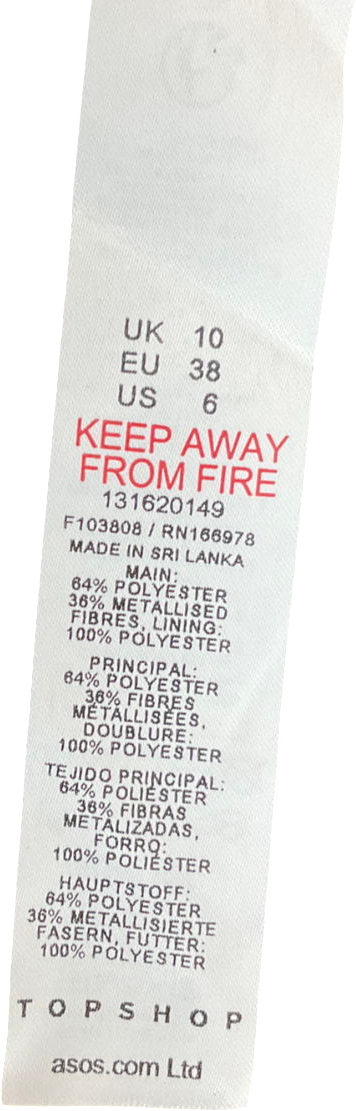 UK 10
EU 38
US 6
KEEP AWAY
FROM FIRE
131620149
F103808 / RN166978
MADE IN SRI LANKA
MAIN:
64% POLYESTER
36% METALLISED
FIBRES, LINING:
100% POLYESTER
PRINCIPAL:
64% POLYESTER
36% FIBRES
MÉTALLISÉES,
DOUBLURE:
100% POLYESTER
TEJIDO PRINCIPAL:
64% POLIÉSTER
36% FIBRAS
METALIZADAS,
FORRO:
100% POLIÉSTER
HAUPTSTOFF:
64% POLYESTER
36% METALLISIERTE
FASERN, FUTTER:
100% POLYESTER
TOPSHOP
asos.com Ltd